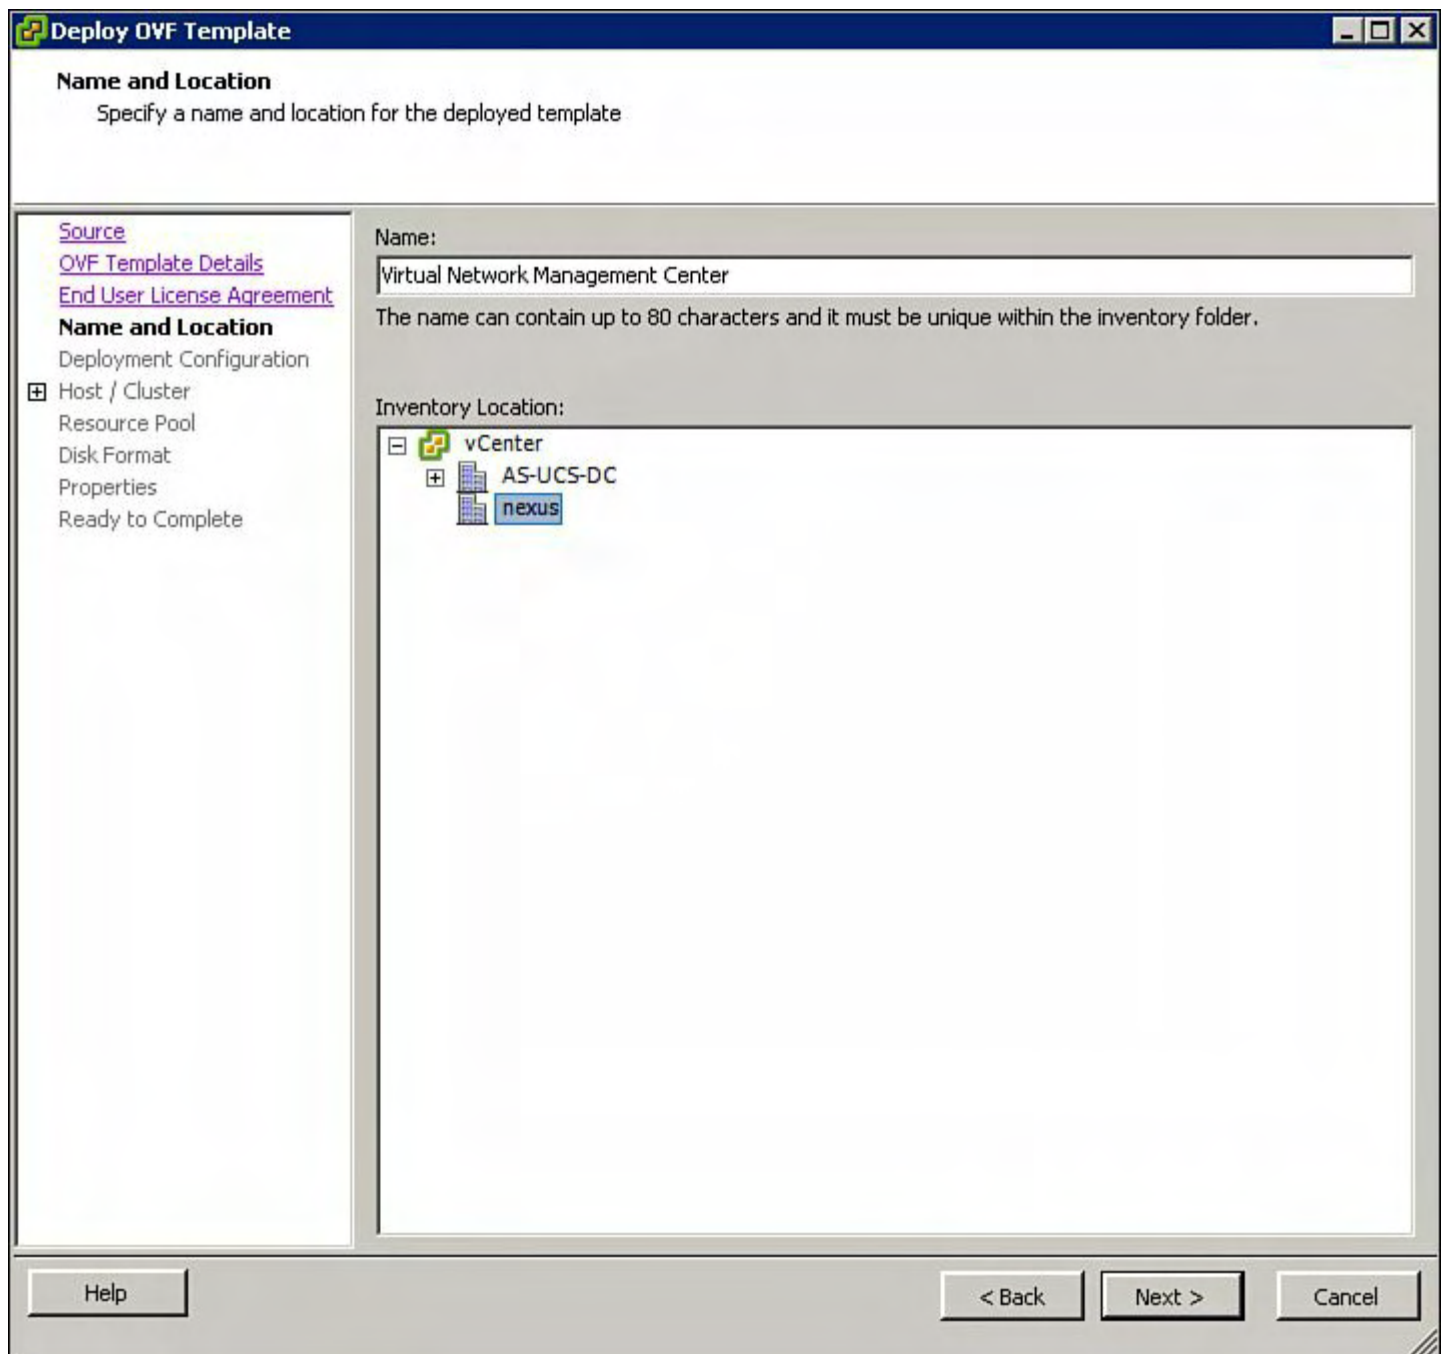 Deploy OVF Template
Name and Location
Specify a name and location for the deployed template
Source
OVF Template Details
End User License Agreement
Name and Location
Deployment Configuration
Host / Cluster
Resource Pool
Disk Format
Properties
Ready to Complete
Name:
Virtual Network Management Center
The name can contain up to 80 characters and it must be unique within the inventory folder.
Inventory Location:
vCenter
AS-UCS-DC
nexus
Help
< Back
Next >
Cancel